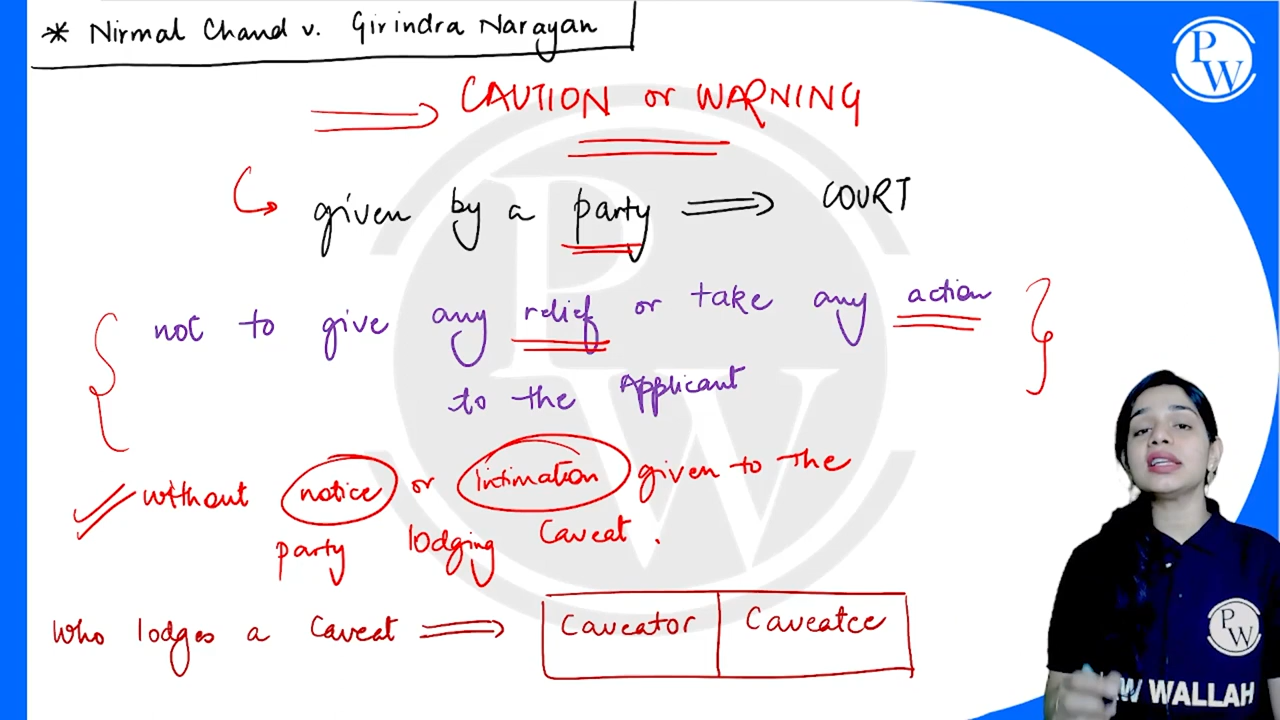 * Nirmal Chand v. Girindra Narayan
PW
⇒ CAUTION or WARNING
given by a party ⇒ COURT
not to give any relief or take any action
to the Applicant
without notice or Intimation given to the
party lodging Caveat.
Who lodges a Caveat ⇒ Caveator Caveatee
PW
W WALLAH